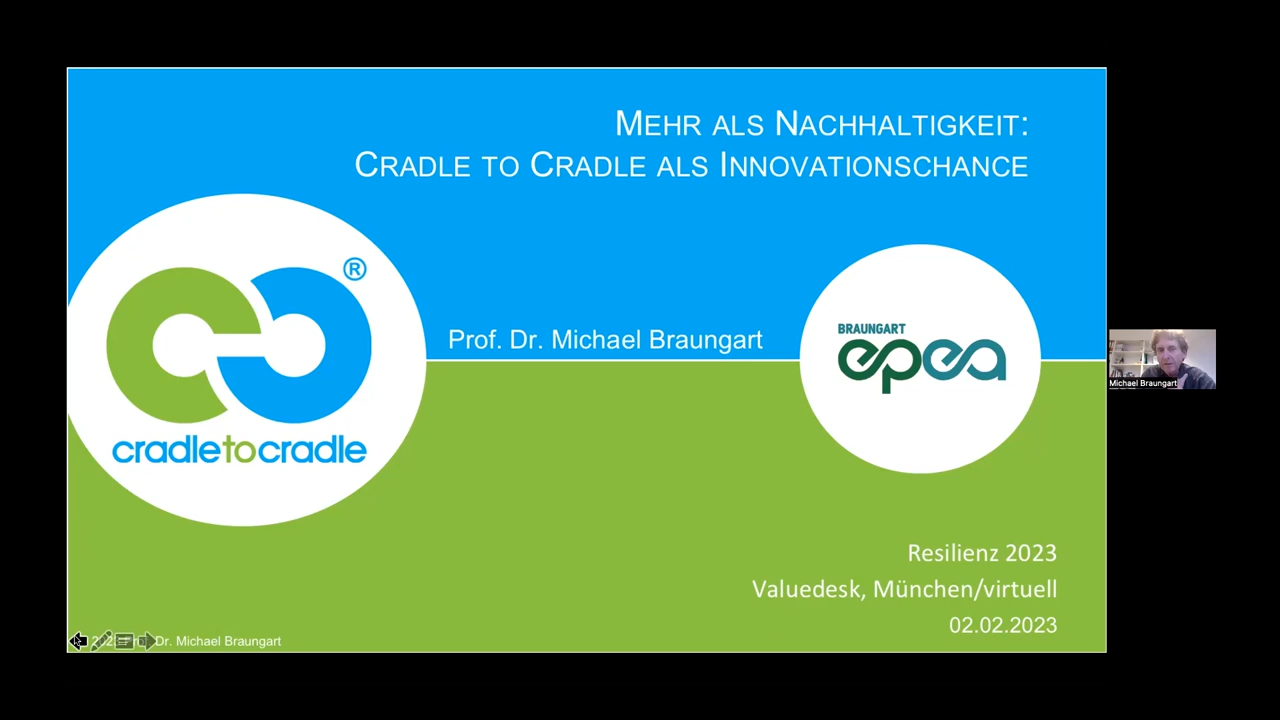 MEHR ALS NACHHALTIGKEIT:
CRADLE TO CRADLE ALS INNOVATIONSCHANCE
®
cradletocradle
Prof. Dr. Michael Braungart
BRAUNGART
epea
Michael Braungart
Resilienz 2023
Valuedesk, München/virtuell
02.02.2023
Dr. Michael Braungart